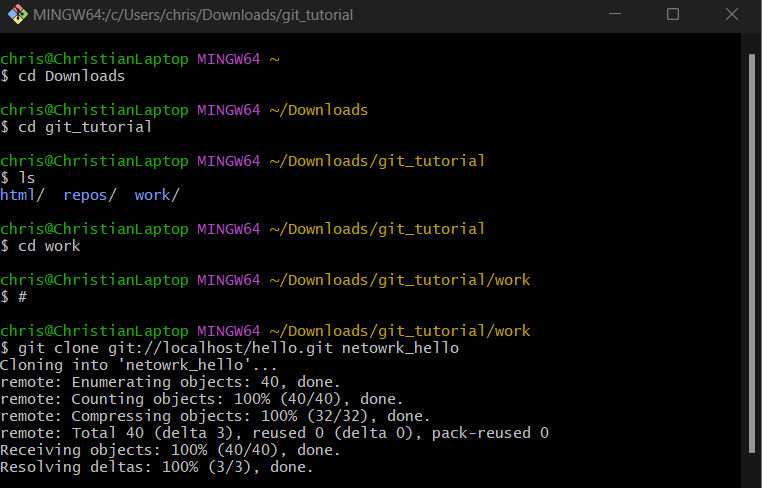 MINGW64:/c/Users/chris/Downloads/git_tutorial
chris@ChristianLaptop MINGW64 ~
$ cd Downloads
chris@ChristianLaptop MINGW64 ~/Downloads
$ cd git_tutorial
chris@ChristianLaptop MINGW64 ~/Downloads/git_tutorial
$ ls
html/  repos/  work/
chris@ChristianLaptop MINGW64 ~/Downloads/git_tutorial
$ cd work
chris@ChristianLaptop MINGW64 ~/Downloads/git_tutorial/work
$ #
chris@ChristianLaptop MINGW64 ~/Downloads/git_tutorial/work
$ git clone git://localhost/hello.git netowrk_hello
Cloning into 'netowrk_hello'...
remote: Enumerating objects: 40, done.
remote: Counting objects: 100% (40/40), done.
remote: Compressing objects: 100% (32/32), done.
remote: Total 40 (delta 3), reused 0 (delta 0), pack-reused 0
Receiving objects: 100% (40/40), done.
Resolving deltas: 100% (3/3), done.